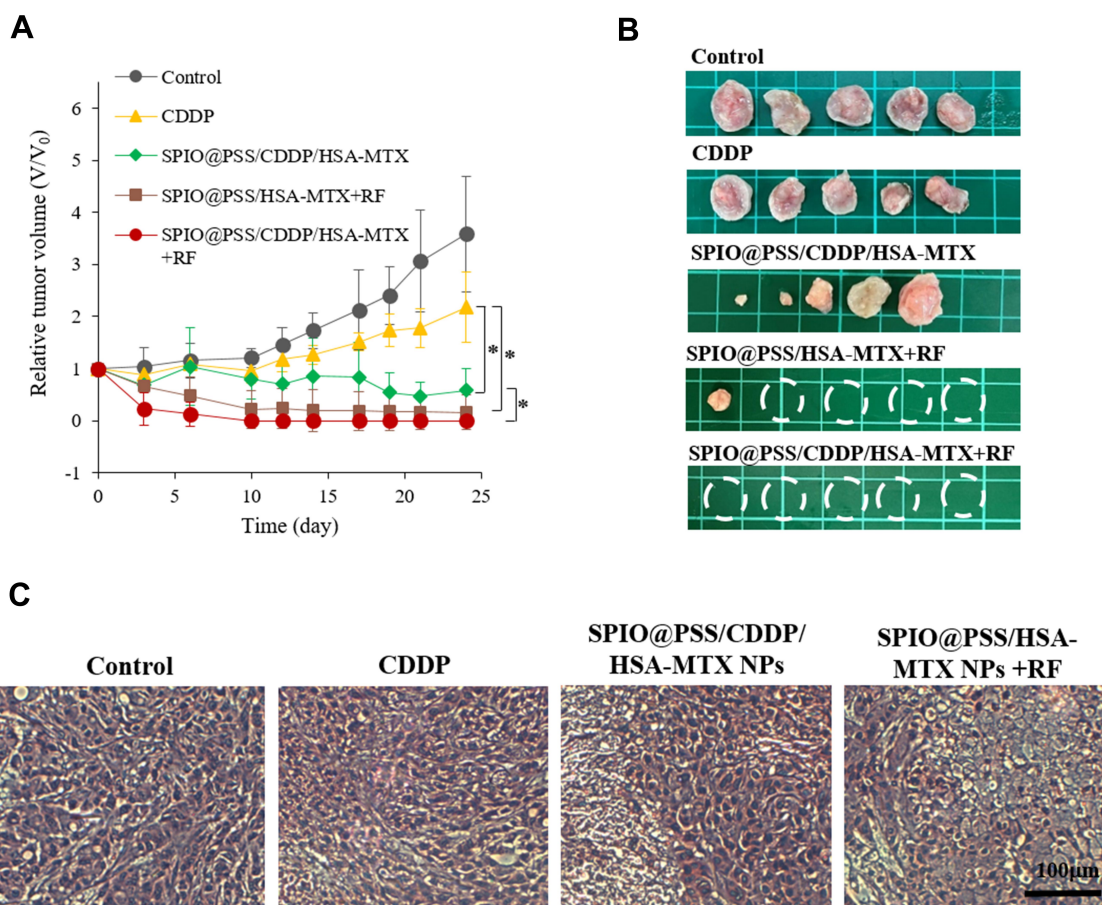 A
Control
CDDP
SPIO@PSS/CDDP/HSA-MTX
SPIO@PSS/HSA-MTX+RF
SPIO@PSS/CDDP/HSA-MTX
+RF
Relative tumor volume (V/V₀)
6
5
4
3
2
1
0
-1
* *
*
0 5 10 15 20 25
Time (day)
B
Control
CDDP
SPIO@PSS/CDDP/HSA-MTX
SPIO@PSS/HSA-MTX+RF
SPIO@PSS/CDDP/HSA-MTX+RF
C
Control
CDDP
SPIO@PSS/CDDP/
HSA-MTX NPs
SPIO@PSS/HSA-
MTX NPs +RF
100μm